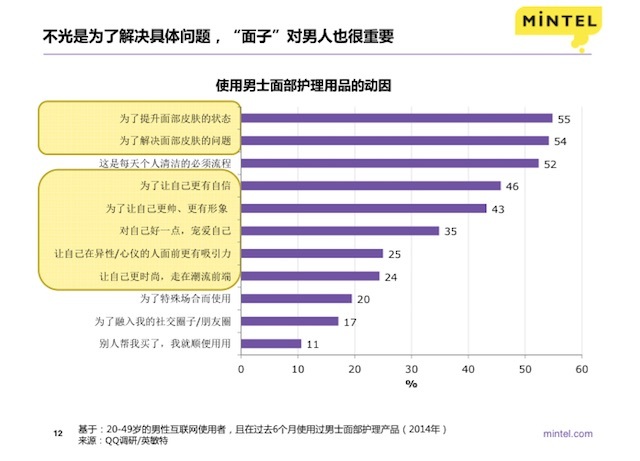 不光是为了解决具体问题，“面子”对男人也很重要
MiNTEL
使用男士面部护理用品的动因
为了提升面部皮肤的状态 55
为了解决面部皮肤的问题 54
这是每天个人清洁的必须流程 52
为了让自己更有自信 46
为了让自己更帅、更有形象 43
对自己好一点，宠爱自己 35
让自己在异性/心仪的人面前更有吸引力 25
让自己更时尚，走在潮流前端 24
为了特殊场合而使用 20
为了融入我的社交圈子/朋友圈 17
别人帮我买了，我就顺便用用 11
0 10 20 30 40 50 60
%
12
基于：20-49岁的男性互联网使用者，且在过去6个月使用过男士面部护理产品（2014年）
来源：QQ调研/英敏特
mintel.com